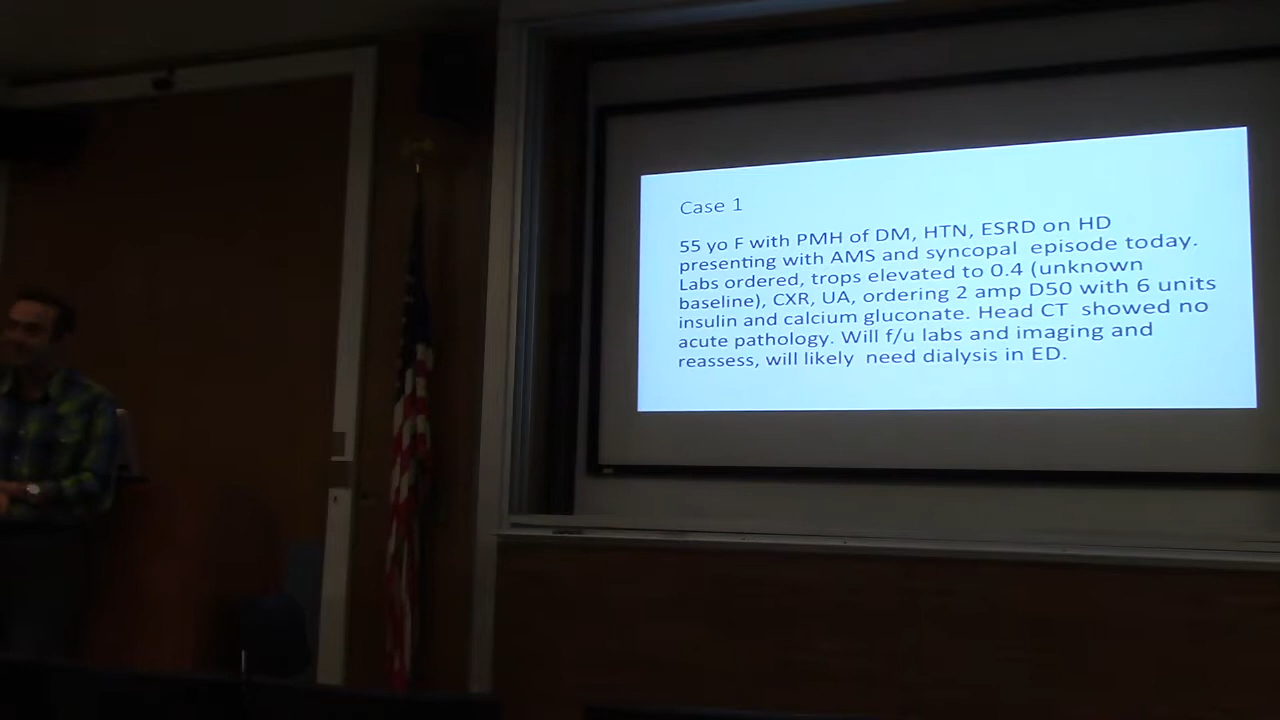 Case 1
55 yo F with PMH of DM, HTN, ESRD on HD
presenting with AMS and syncopal episode today.
Labs ordered, trops elevated to 0.4 (unknown
baseline), CXR, UA, ordering 2 amp D50 with 6 units
insulin and calcium gluconate. Head CT showed no
acute pathology. Will f/u labs and imaging and
reassess, will likely need dialysis in ED.